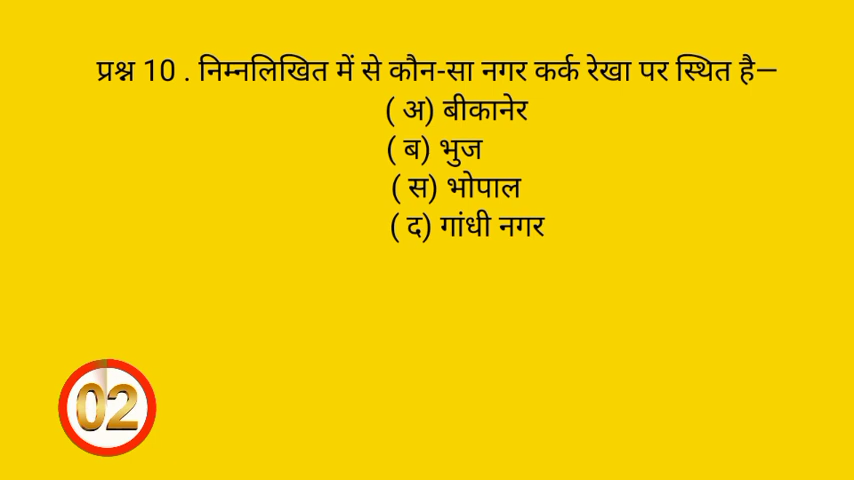 प्रश्न 10 . निम्नलिखित में से कौन-सा नगर कर्क रेखा पर स्थित है—
( अ) बीकानेर
( ब) भुज
( स) भोपाल
( द) गांधी नगर
02